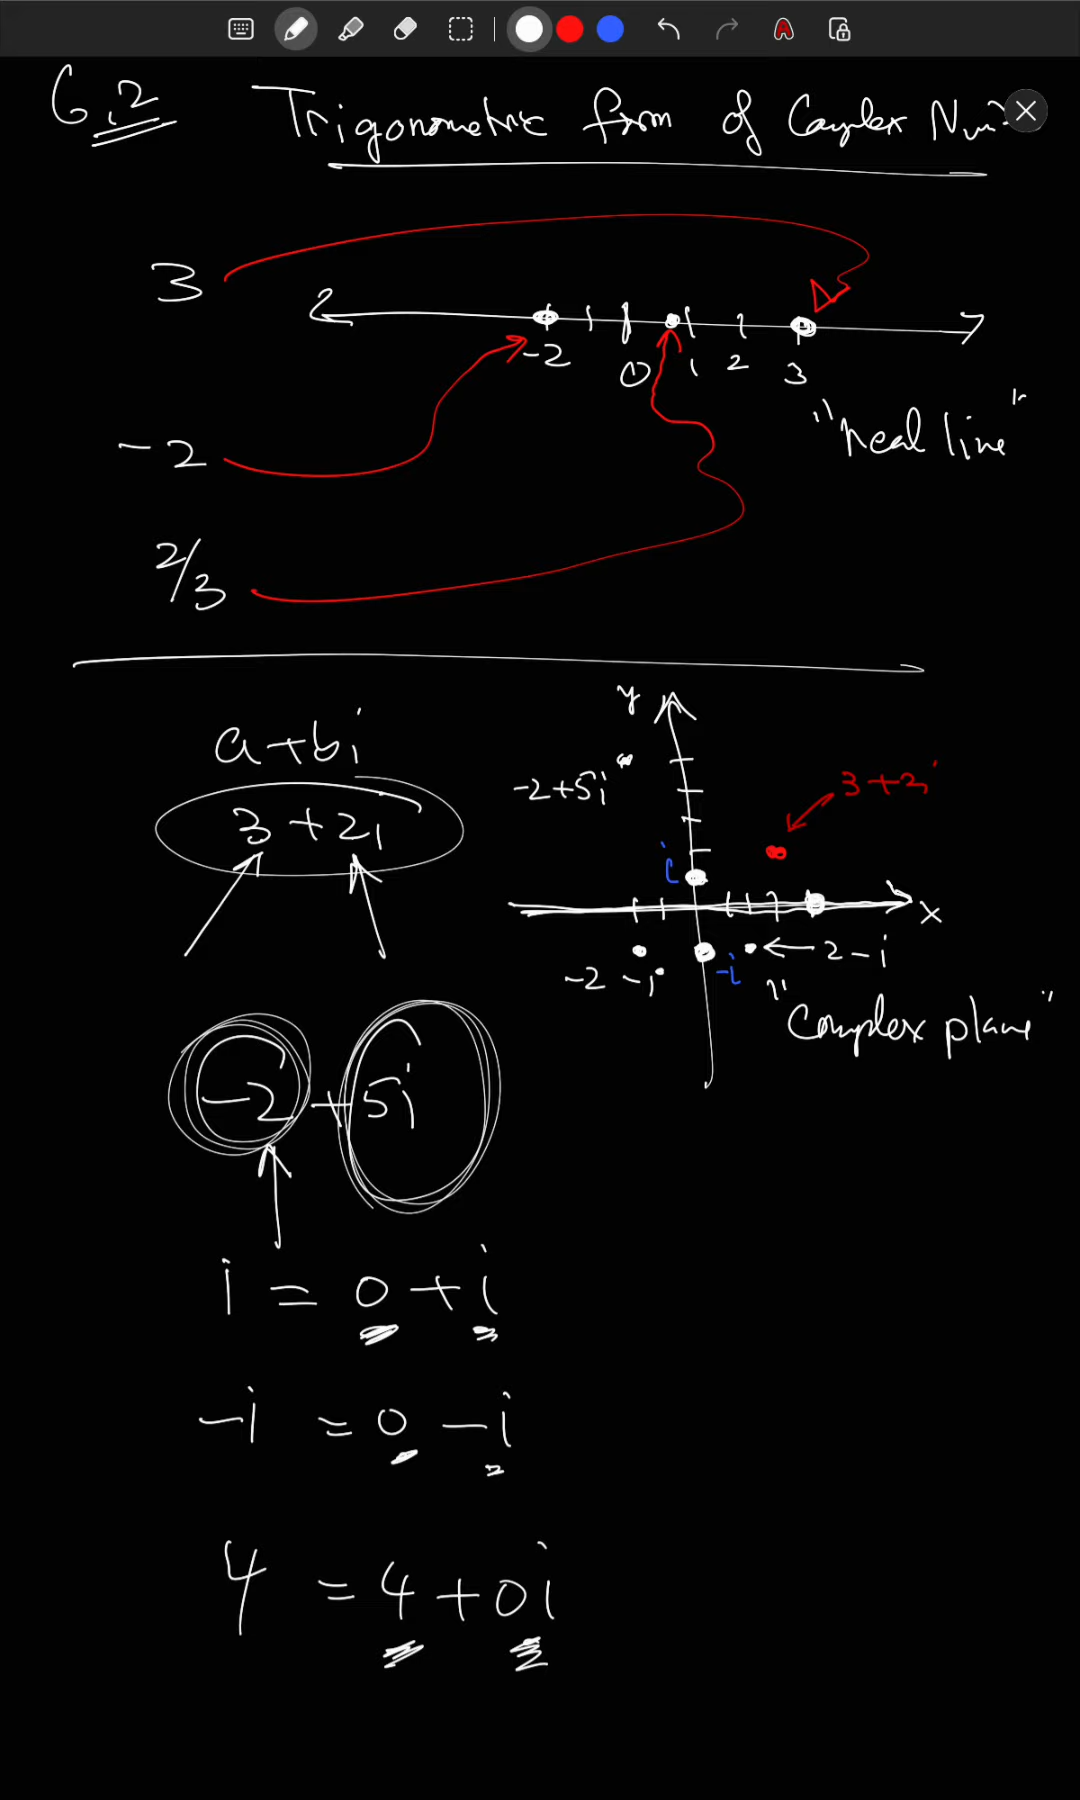 6.2 Trigonometric form of Complex Num
3
-2 0 1 2 3
"real line"
-2
2/3
a+bi
3+2i
y
-2+5i
3+2i
i
x
-2-i
-i
2-i
"Complex plane"
-2+5i
i = 0+i
-i = 0-i
4 = 4+0i